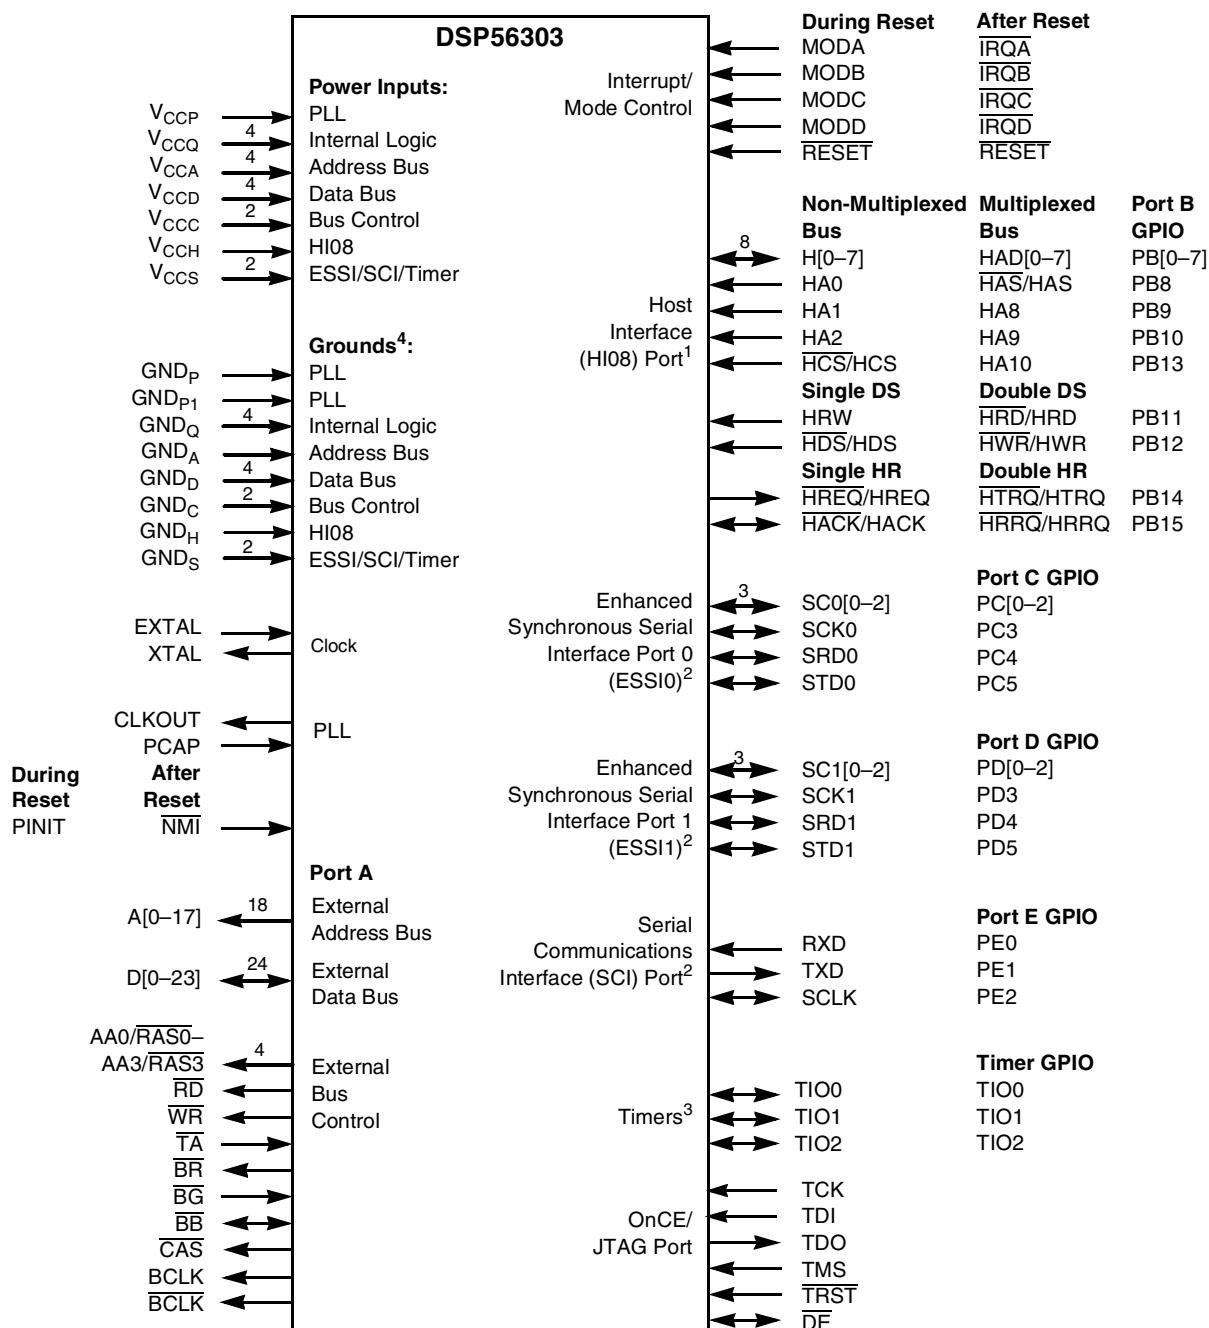 DSP56303
During Reset After Reset
MODA IRQA
MODB IRQB
MODC IRQC
MODD IRQD
RESET RESET
Interrupt/
Mode Control
Power Inputs:
VCCP PLL
VCCQ 4 Internal Logic
VCCA 4 Address Bus
VCCD 4 Data Bus
VCCC 2 Bus Control
VCCH HI08
VCCS 2 ESSI/SCI/Timer
Non-Multiplexed Multiplexed Port B
Bus Bus GPIO
8 H[0–7] HAD[0–7] PB[0–7]
HA0 HAS/HAS PB8
HA1 HA8 PB9
HA2 HA9 PB10
HCS/HCS HA10 PB13
Single DS Double DS
HRW HRD/HRD PB11
HDS/HDS HWR/HWR PB12
Single HR Double HR
HREQ/HREQ HTRQ/HTRQ PB14
HACK/HACK HRRQ/HRRQ PB15
Host
Interface
(HI08) Port1
Grounds4:
GNDP PLL
GNDP1 PLL
GNDQ 4 Internal Logic
GNDA Address Bus
GNDD 4 Data Bus
GNDC 2 Bus Control
GNDH HI08
GNDS 2 ESSI/SCI/Timer
Port C GPIO
Enhanced 3 SC0[0–2] PC[0–2]
Synchronous Serial SCK0 PC3
Interface Port 0 SRD0 PC4
(ESSI0)2 STD0 PC5
EXTAL
XTAL
Clock
CLKOUT
PCAP
PLL
During After
Reset Reset
PINIT NMI
Port D GPIO
Enhanced 3 SC1[0–2] PD[0–2]
Synchronous Serial SCK1 PD3
Interface Port 1 SRD1 PD4
(ESSI1)2 STD1 PD5
Port A
A[0–17] 18 External
Address Bus
D[0–23] 24 External
Data Bus
Port E GPIO
Serial
Communications
Interface (SCI) Port2
RXD PE0
TXD PE1
SCLK PE2
AA0/RAS0–
AA3/RAS3 4 External
RD Bus
WR Control
TA
BR
BG
BB
CAS
BCLK
BCLK
Timer GPIO
TIO0 TIO0
Timers3 TIO1 TIO1
TIO2 TIO2
OnCE/
JTAG Port
TCK
TDI
TDO
TMS
TRST
DE